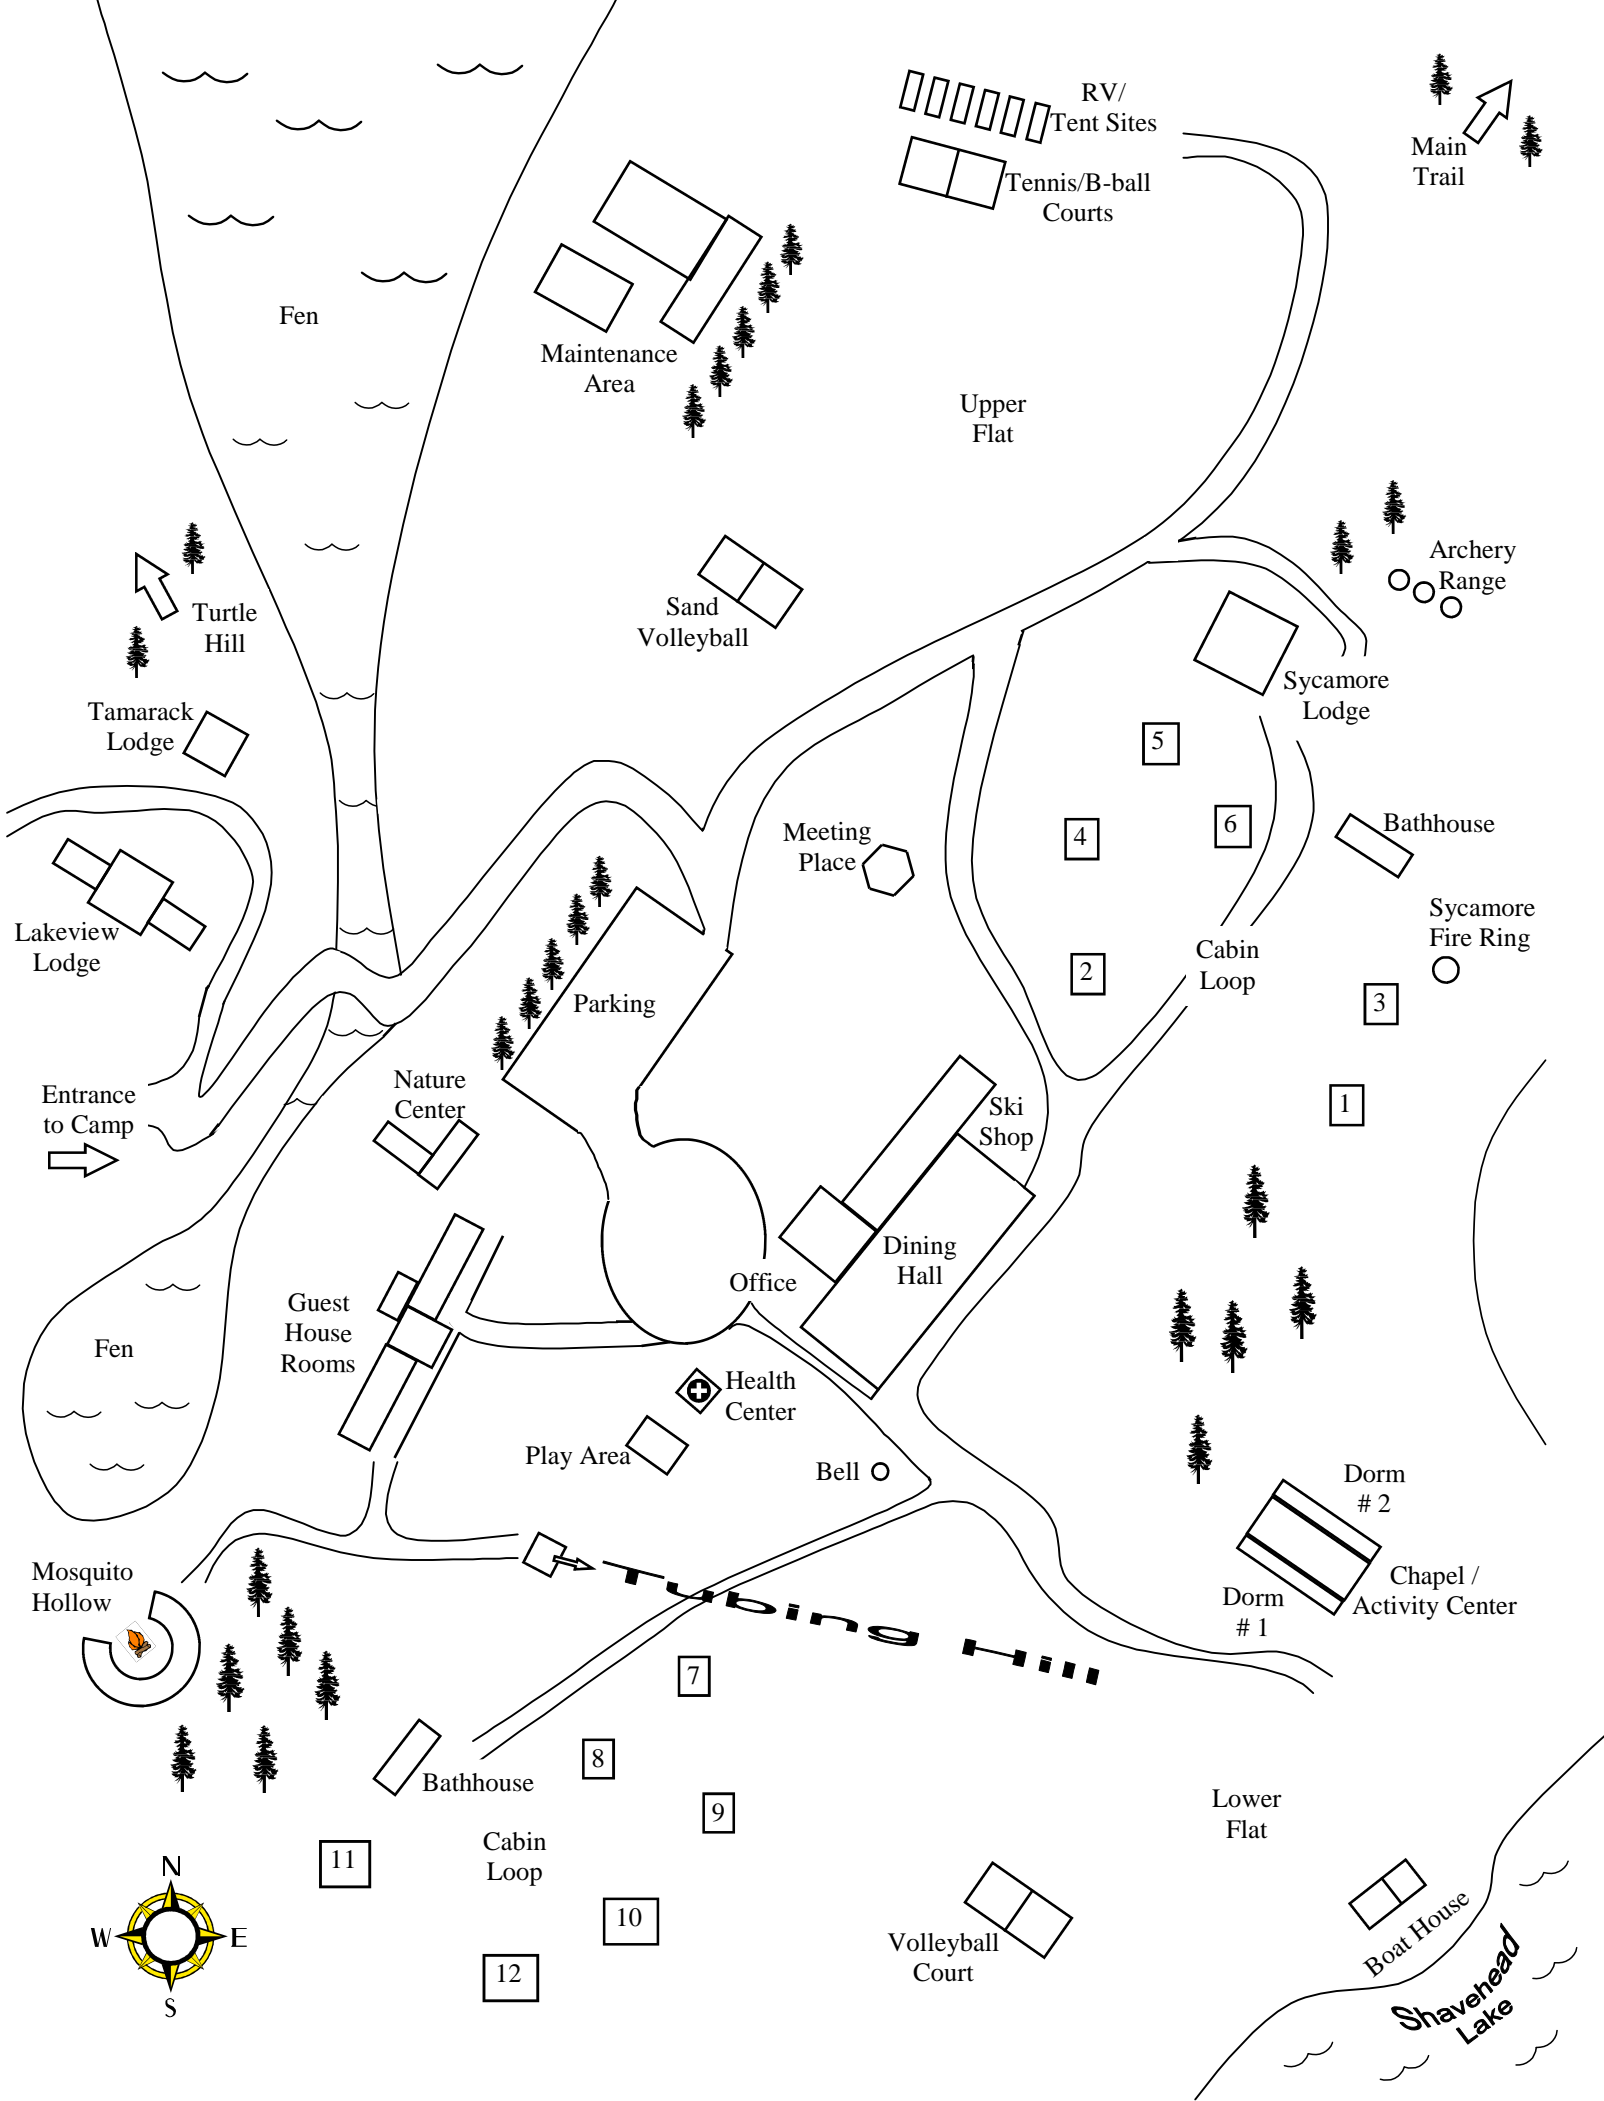 RV/
Tent Sites
Main
Trail
Tennis/B-ball
Courts
Fen
Maintenance
Area
Upper
Flat
Archery
Range
Turtle
Hill
Sand
Volleyball
Sycamore
Lodge
Tamarack
Lodge
5
4
6
Bathhouse
Meeting
Place
Lakeview
Lodge
Sycamore
Fire Ring
Cabin
Loop
2
3
Parking
Nature
Center
Entrance
to Camp
Ski
Shop
1
Dining
Hall
Office
Guest
House
Rooms
Fen
Health
Center
Play Area
Bell
Dorm
# 2
Chapel /
Activity Center
Dorm
# 1
Mosquito
Hollow
7
8
Bathhouse
9
Lower
Flat
Cabin
Loop
11
10
12
Volleyball
Court
Boat House
Shavehead
Lake
N
W
E
S